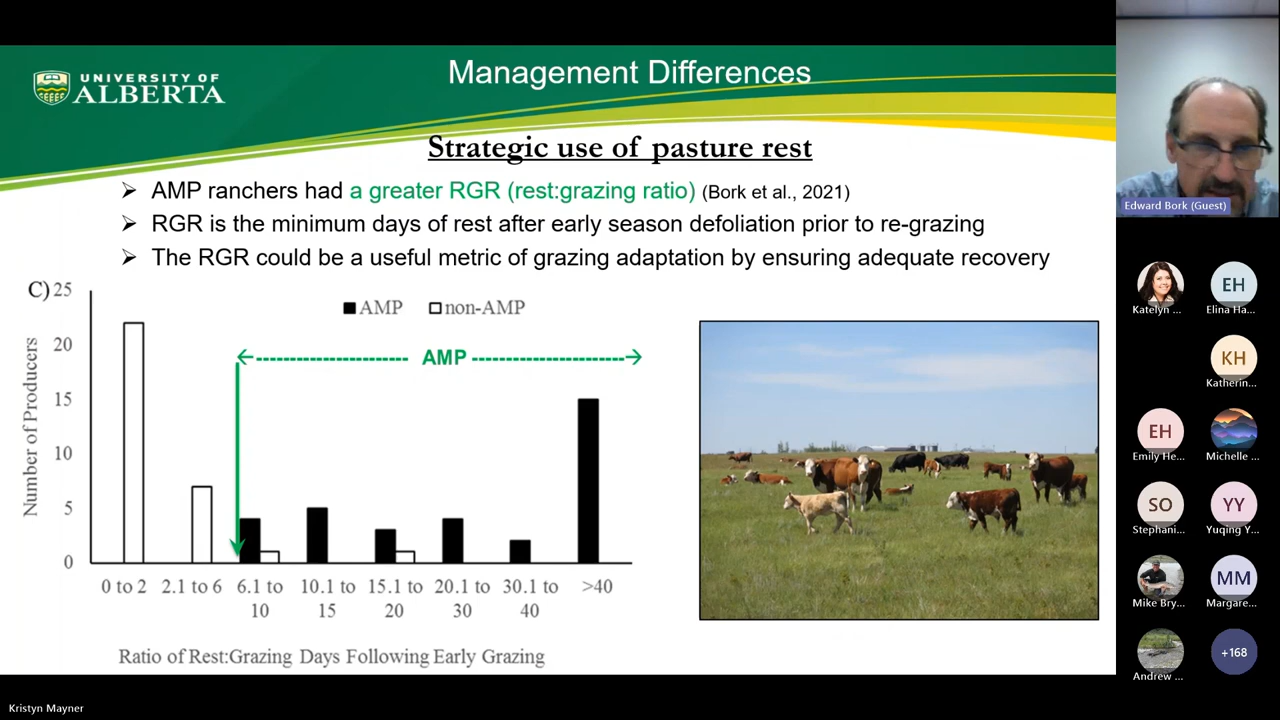 UNIVERSITY OF
ALBERTA
Management Differences
Strategic use of pasture rest
➢ AMP ranchers had a greater RGR (rest:grazing ratio) (Bork et al., 2021)
➢ RGR is the minimum days of rest after early season defoliation prior to re-grazing
➢ The RGR could be a useful metric of grazing adaptation by ensuring adequate recovery
C)
25
20
15
10
5
0
Number of Producers
AMP non-AMP
AMP
0 to 2 2.1 to 6 6.1 to 10 10.1 to 15 15.1 to 20 20.1 to 30 30.1 to 40 >40
Ratio of Rest:Grazing Days Following Early Grazing
Edward Bork (Guest)
Katelyn ...
EH
Elina Ha...
KH
Katherin...
EH
Emily He...
Michelle ...
SO
Stephani...
YY
Yuqing Y...
Mike Bry...
MM
Margare...
Andrew ...
+168
Kristyn Mayner